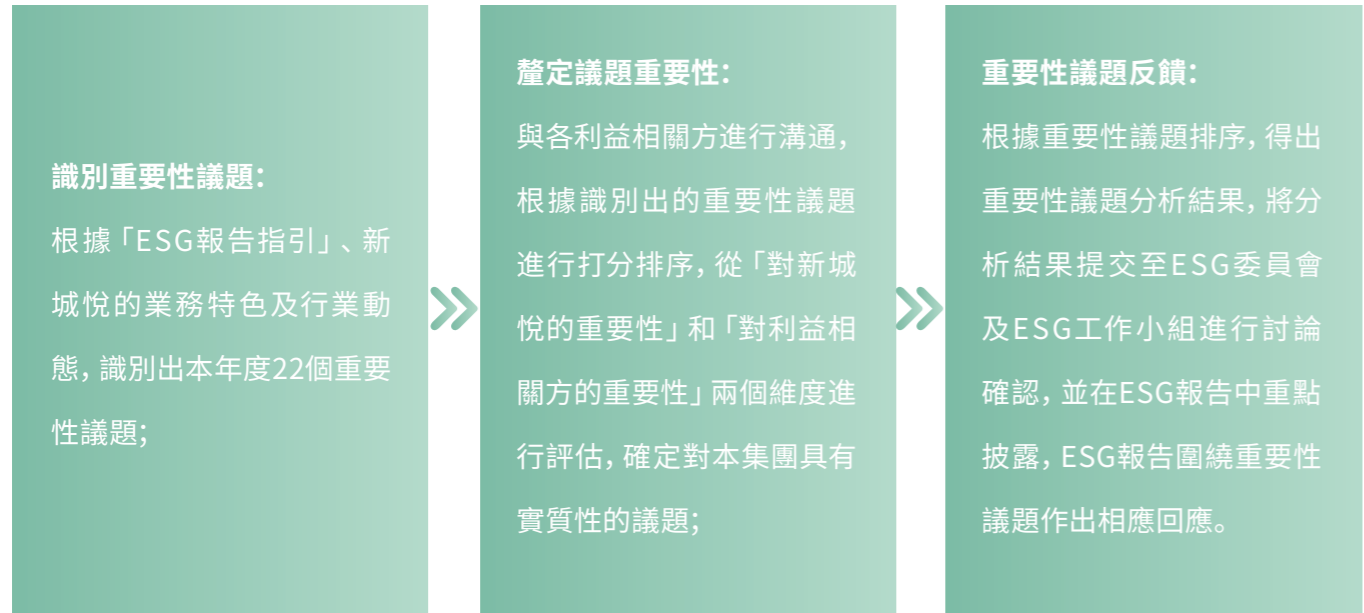 識別重要性議題：
根據「ESG報告指引」、新
城悅的業務特色及行業動
態，識別出本年度22個重要
性議題；
釐定議題重要性：
與各利益相關方進行溝通，
根據識別出的重要性議題
進行打分排序，從「對新城
悅的重要性」和「對利益相
關方的重要性」兩個維度進
行評估，確定對本集團具有
實質性的議題；
重要性議題反饋：
根據重要性議題排序，得出
重要性議題分析結果，將分
析結果提交至ESG委員會
及ESG工作小組進行討論
確認，並在ESG報告中重點
披露，ESG報告圍繞重要性
議題作出相應回應。